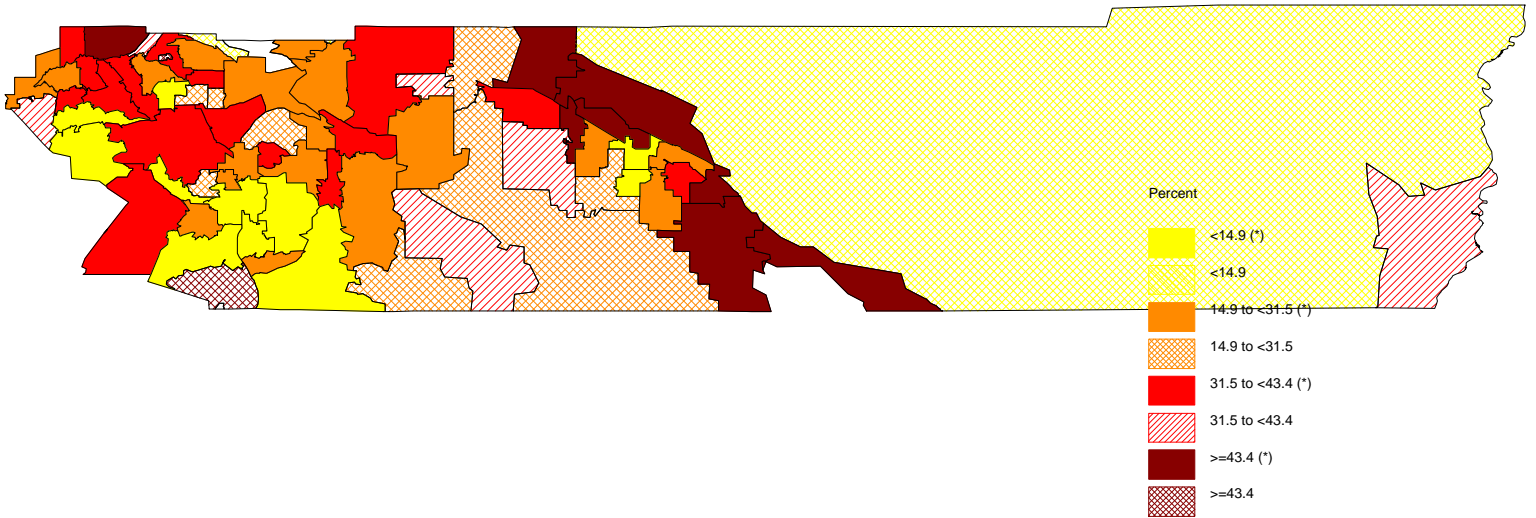 Percent
<14.9 (*)
<14.9
14.9 to <31.5 (*)
14.9 to <31.5
31.5 to <43.4 (*)
31.5 to <43.4
>=43.4 (*)
>=43.4